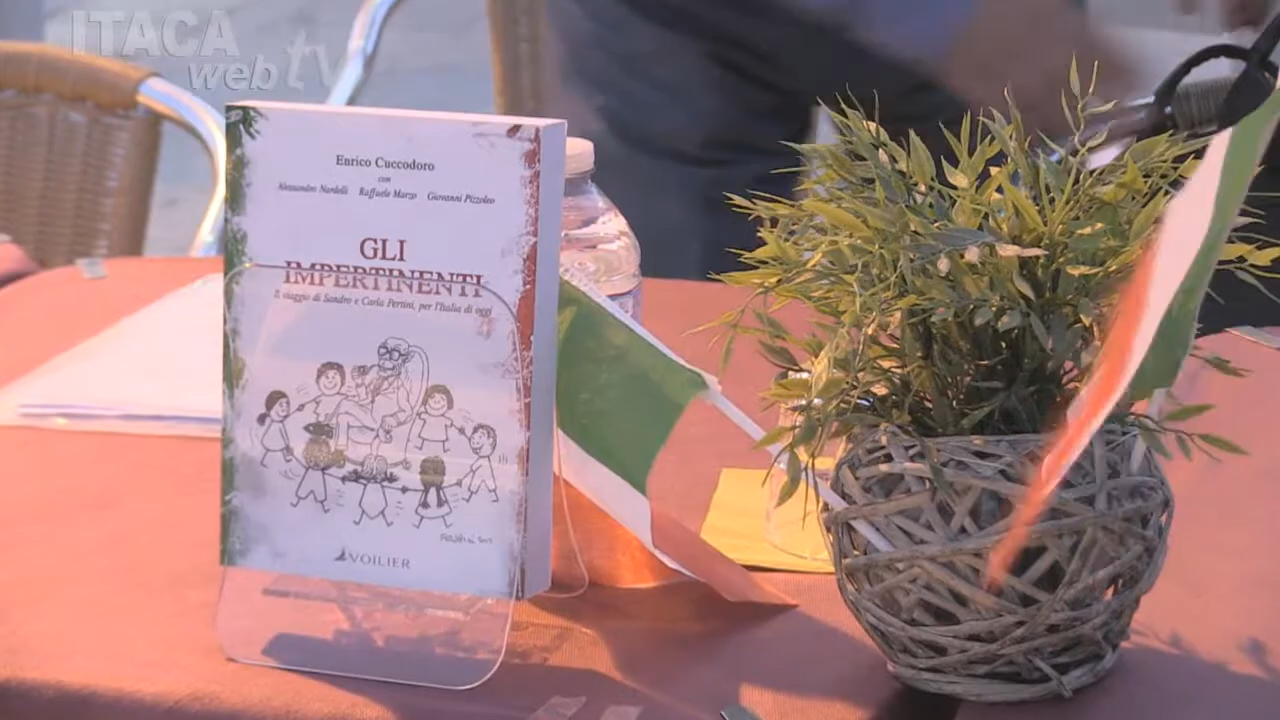 ITACA
web tv
Enrico Cuccodoro
con
Alessandro Nardelli Raffaele Marzo Giovanni Pizzoleo
GLI
IMPERTINENTI
Il viaggio di Sandro e Carla Pertini, per l'Italia di oggi
VOILIER